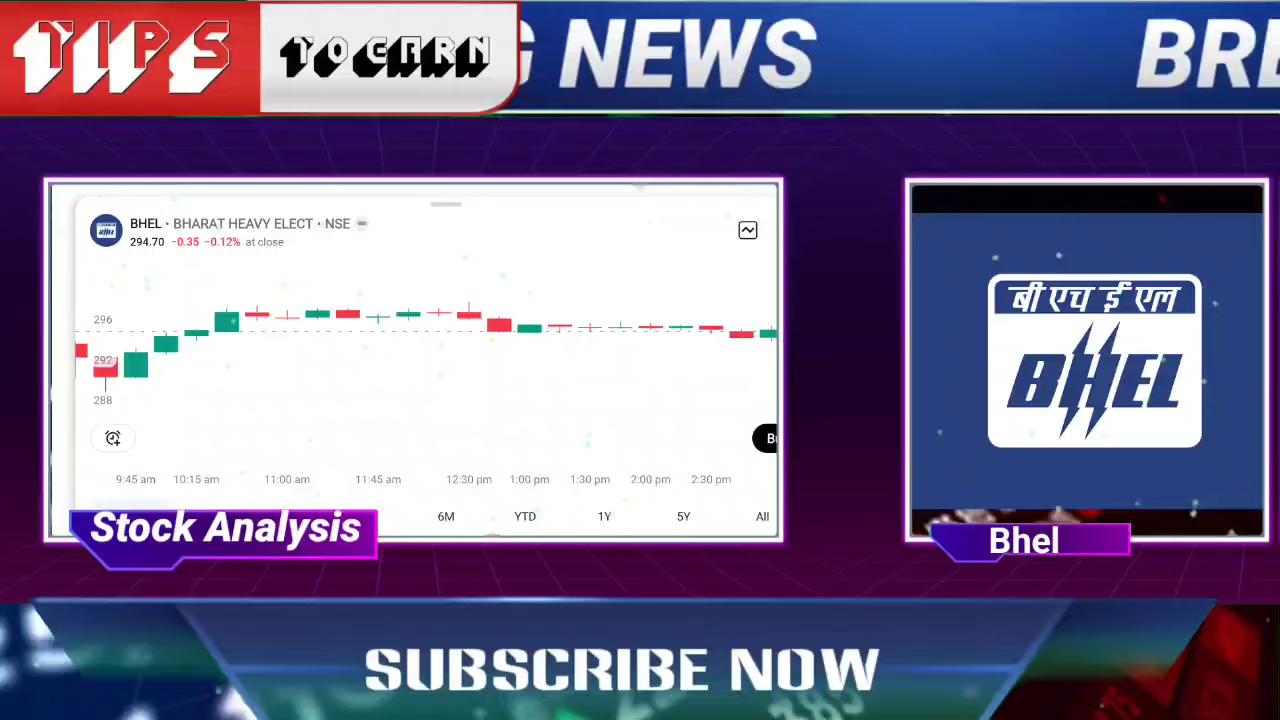 TIPS
TO EARN
G NEWS
BRE
BHEL · BHARAT HEAVY ELECT · NSE
294.70 −0.35 −0.12% at close
296
292
288
Bu
9:45 am 10:15 am 11:00 am 11:45 am 12:30 pm 1:00 pm 1:30 pm 2:00 pm 2:30 pm
6M YTD 1Y 5Y All
Stock Analysis
बीएचईएल
BHEL
Bhel
SUBSCRIBE NOW